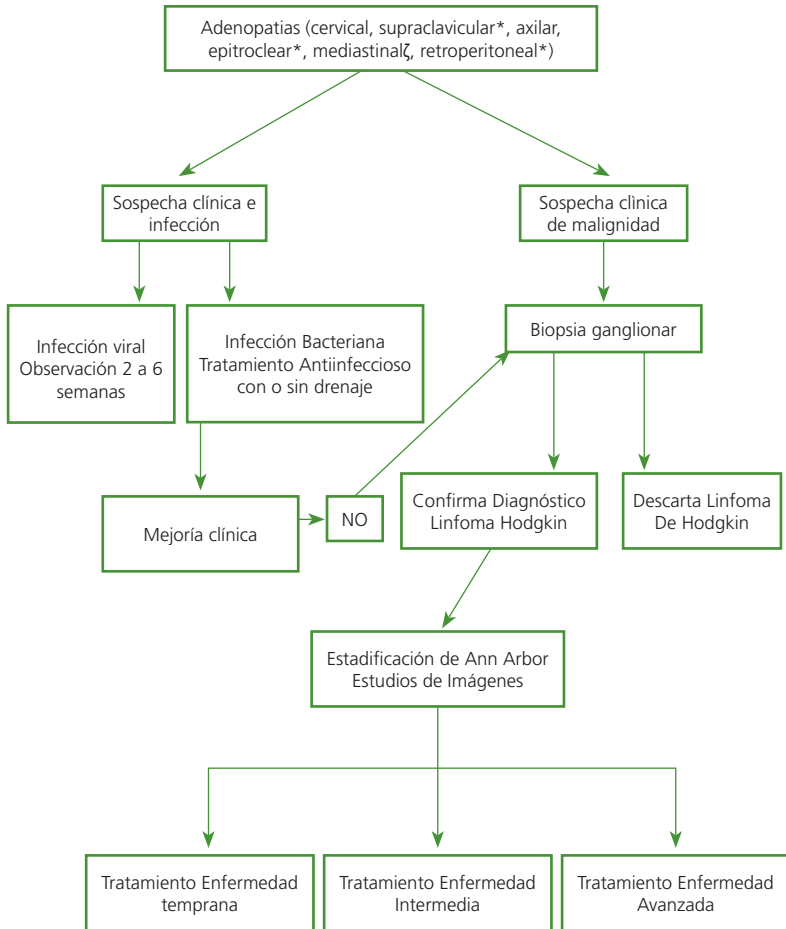 Adenopatias (cervical, supraclavicular*, axilar,
epitroclear*, mediastinalζ, retroperitoneal*)
Sospecha clínica e
infección
Sospecha clìnica
de malignidad
Infección viral
Observación 2 a 6
semanas
Infección Bacteriana
Tratamiento Antiinfeccioso
con o sin drenaje
Biopsia ganglionar
Mejoría clínica
NO
Confirma Diagnóstico
Linfoma Hodgkin
Descarta Linfoma
De Hodgkin
Estadificación de Ann Arbor
Estudios de Imágenes
Tratamiento Enfermedad
temprana
Tratamiento Enfermedad
Intermedia
Tratamiento Enfermedad
Avanzada